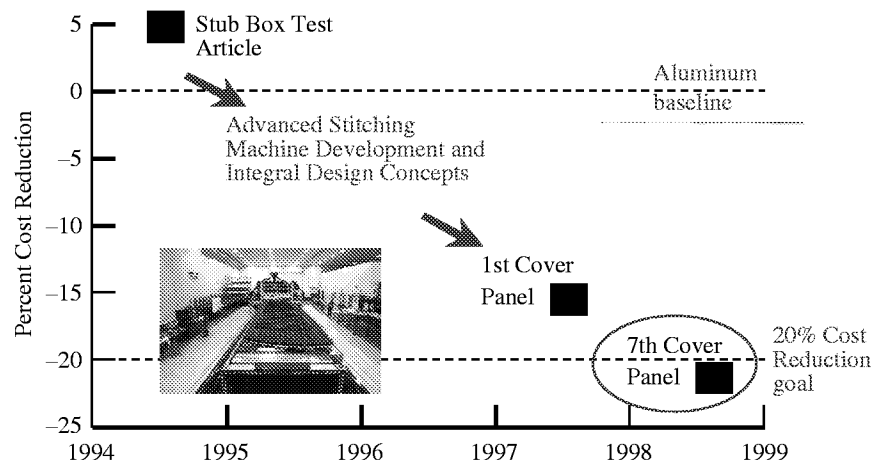 5
Stub Box Test
Article
0
Aluminum
baseline
Advanced Stitching
Machine Development and
Integral Design Concepts
–5
–10
1st Cover
Panel
–15
–20
7th Cover
Panel
20% Cost
Reduction
goal
–25
Percent Cost Reduction
1994
1995
1996
1997
1998
1999